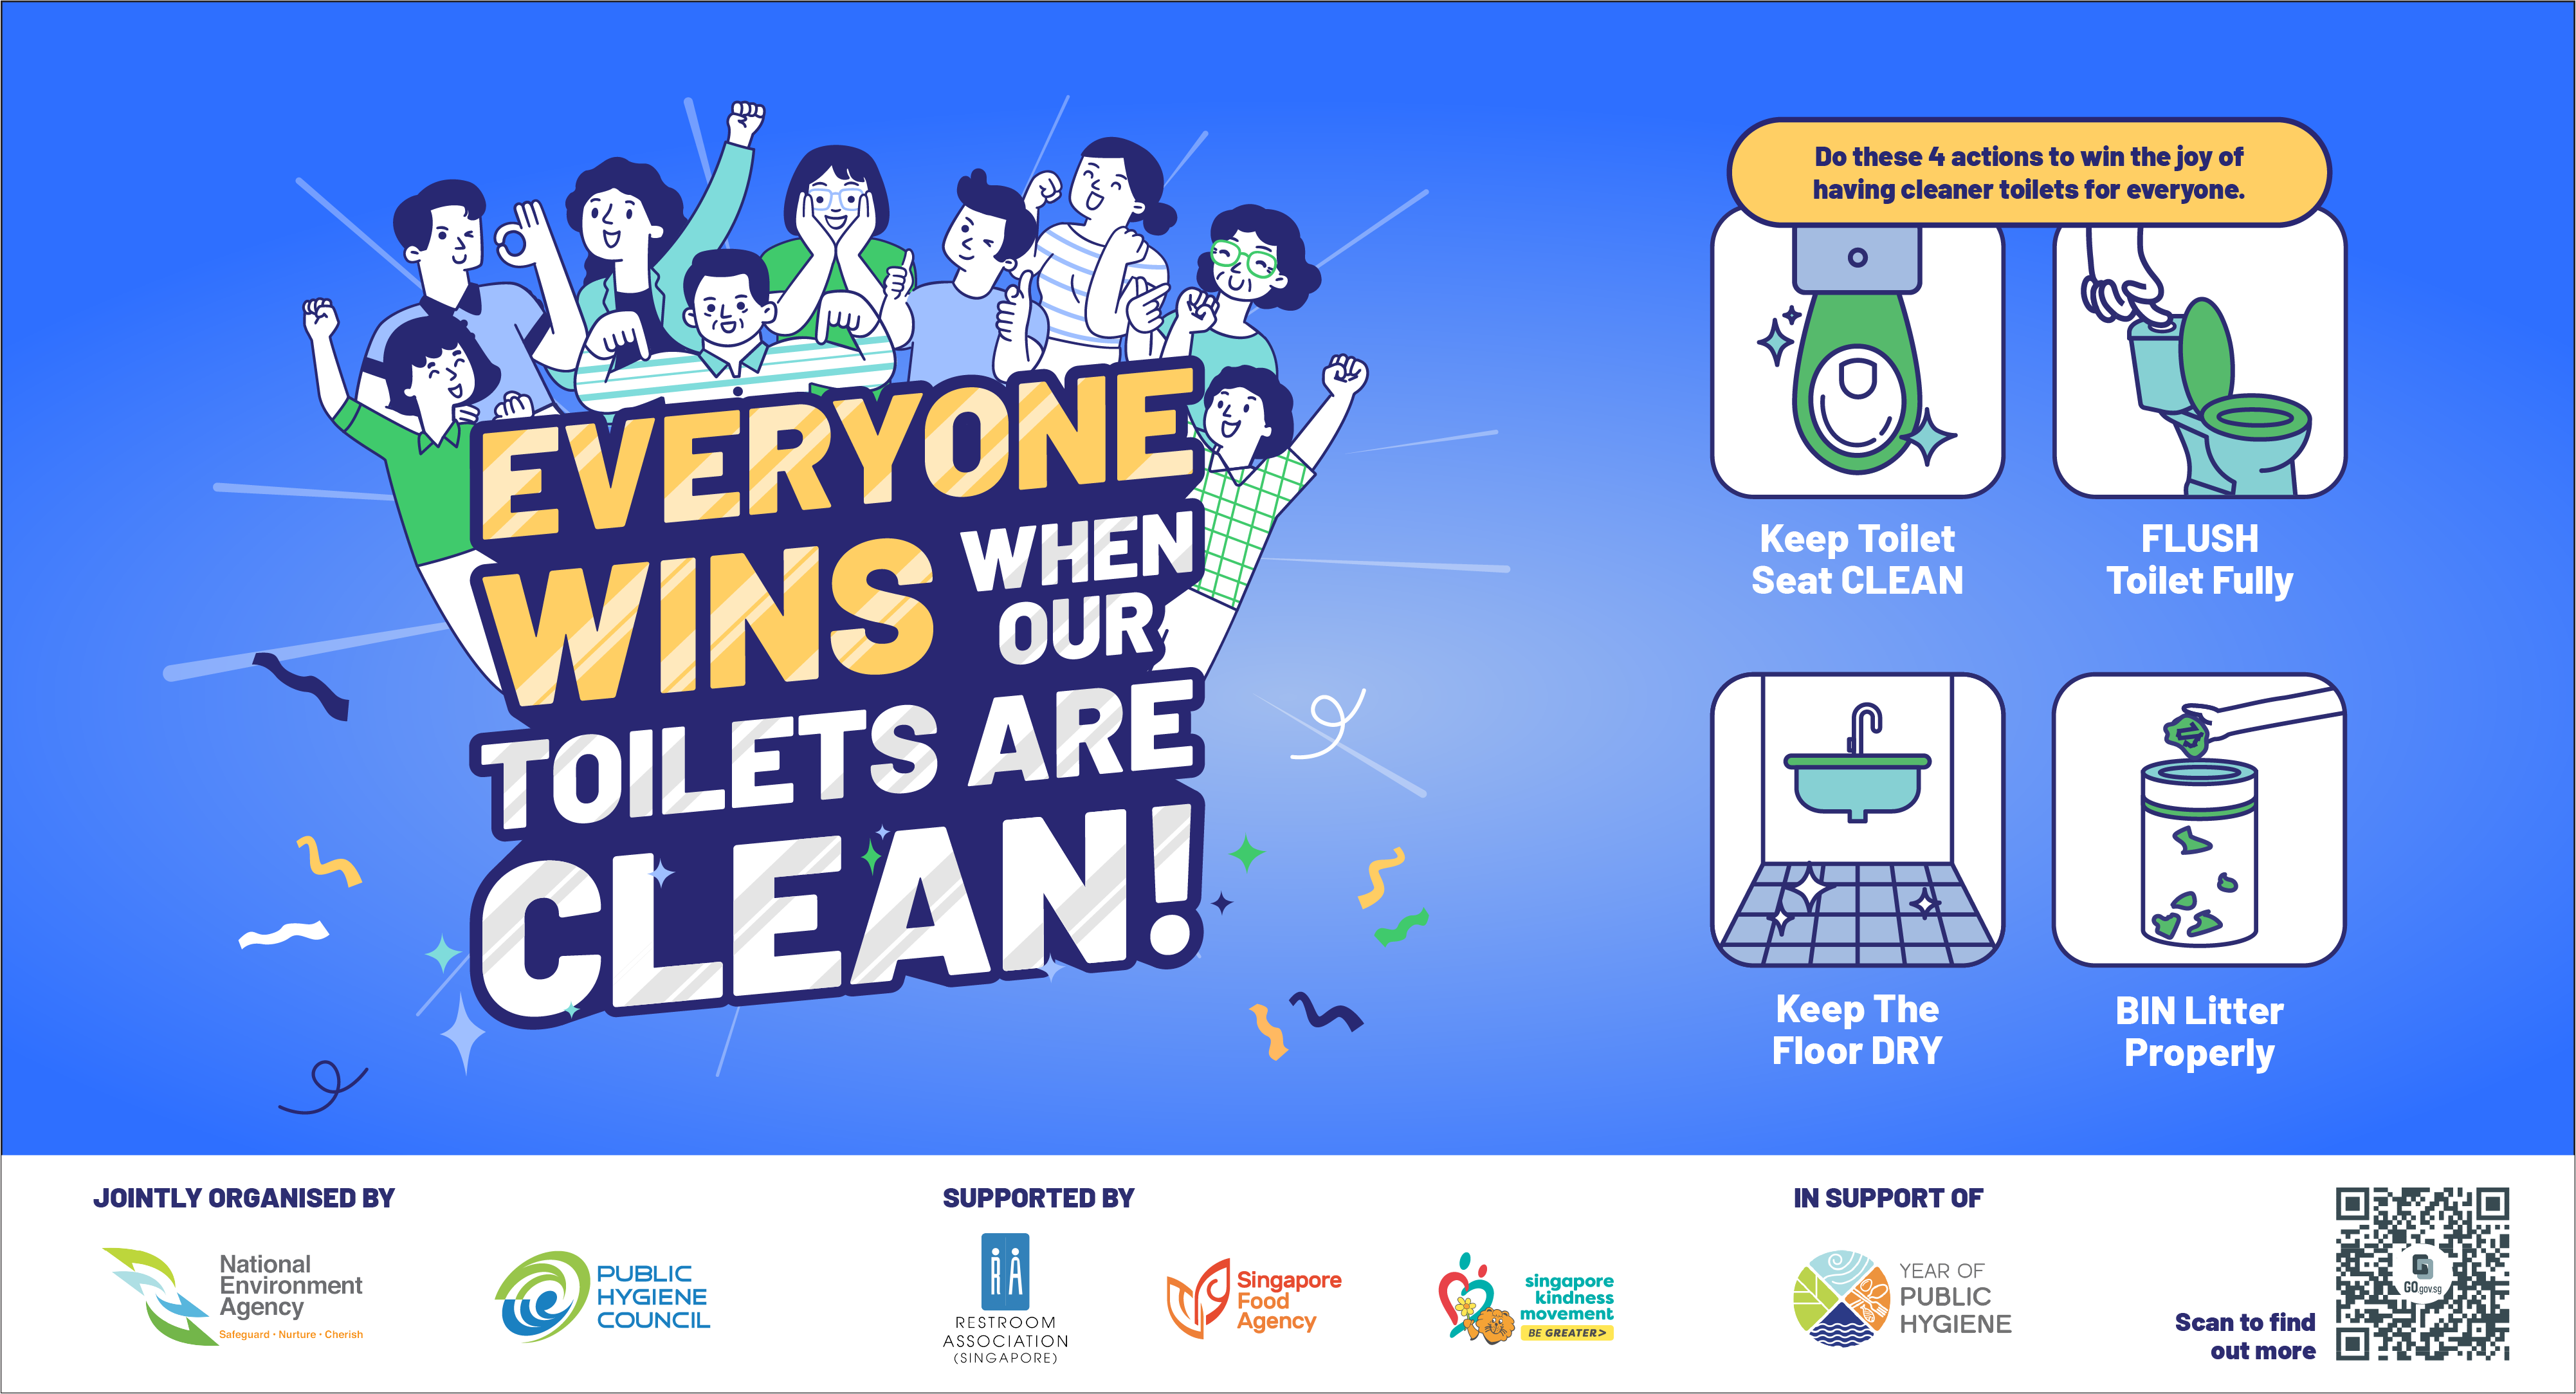 EVERYONE
WINS WHEN
OUR
TOILETS ARE
CLEAN!
Do these 4 actions to win the joy of
having cleaner toilets for everyone.
Keep Toilet
Seat CLEAN
FLUSH
Toilet Fully
Keep The
Floor DRY
BIN Litter
Properly
JOINTLY ORGANISED BY
National
Environment
Agency
Safeguard • Nurture • Cherish
PUBLIC
HYGIENE
COUNCIL
SUPPORTED BY
RA
RESTROOM
ASSOCIATION
(SINGAPORE)
Singapore
Food
Agency
singapore
kindness
movement
BE GREATER>
IN SUPPORT OF
YEAR OF
PUBLIC
HYGIENE
Scan to find
out more
GO.gov.sg